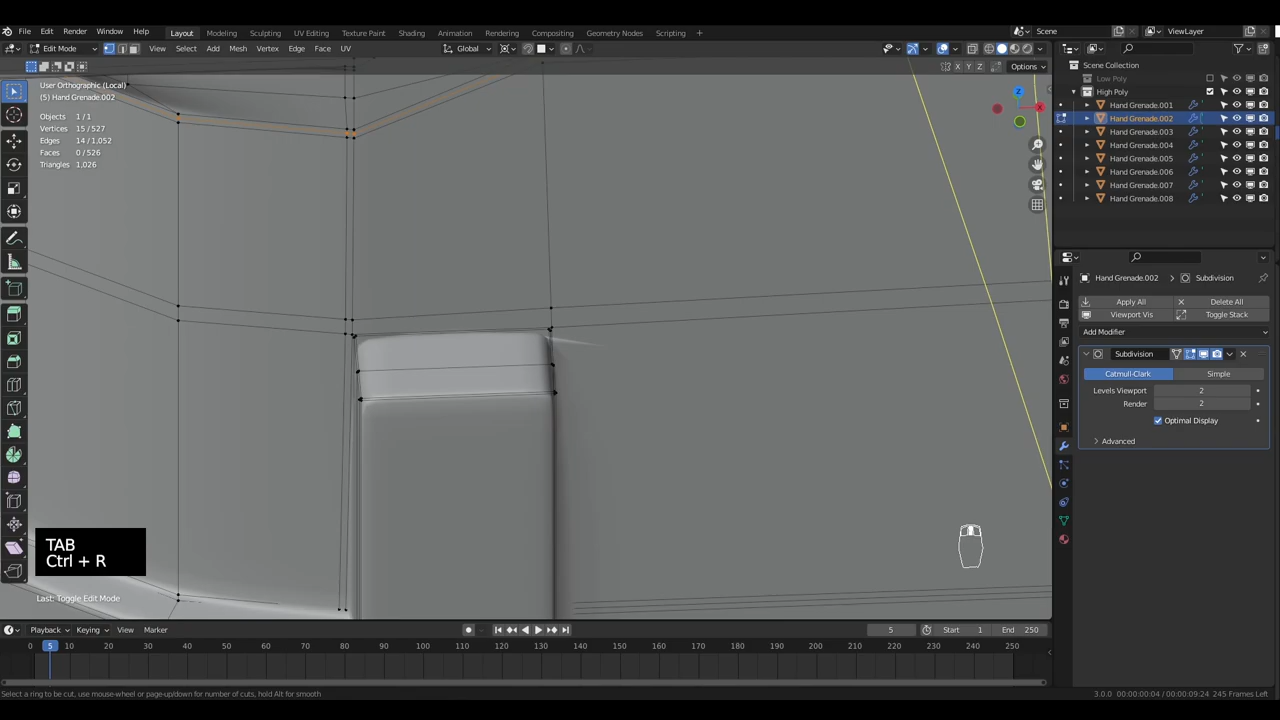 File Edit Render Window Help Layout Modeling Sculpting UV Editing Texture Paint Shading Animation Rendering Compositing Geometry Nodes Scripting + Scene ViewLayer
Edit Mode View Select Add Mesh Vertex Edge Face UV Global
X Y Z Options
User Orthographic (Local)
(5) Hand Grenade.002
Objects 1/1
Vertices 15/527
Edges 14/1,052
Faces 0/526
Triangles 1,026
Z
X
TAB
Ctrl + R
Last: Toggle Edit Mode
Scene Collection
Low Poly
High Poly
Hand Grenade.001
Hand Grenade.002
Hand Grenade.003
Hand Grenade.004
Hand Grenade.005
Hand Grenade.006
Hand Grenade.007
Hand Grenade.008
Hand Grenade.002 > Subdivision
Apply All Delete All
Viewport Vis Toggle Stack
Add Modifier
Subdivision
Catmull-Clark Simple
Levels Viewport 2
Render 2
Optimal Display
Advanced
Playback Keying View Marker 5 Start 1 End 250
0 5 10 20 30 40 50 60 70 80 90 100 110 120 130 140 150 160 170 180 190 200 210 220 230 240 250
Select a ring to be cut, use mouse-wheel or page-up/down for number of cuts, hold Alt for smooth
3.0.0 00:00:00:04 / 00:00:09:24 245 Frames Left